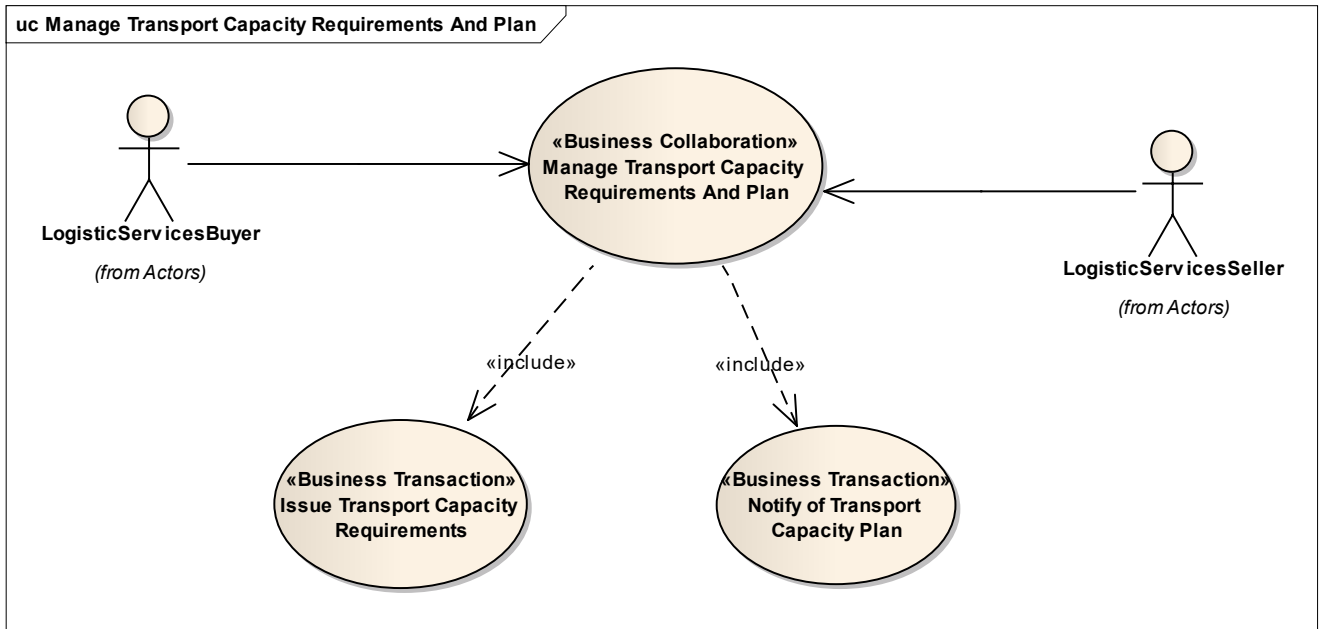 uc Manage Transport Capacity Requirements And Plan
«Business Collaboration»
Manage Transport Capacity
Requirements And Plan
LogisticServicesBuyer
(from Actors)
LogisticServicesSeller
(from Actors)
«include»
«include»
«Business Transaction»
Issue Transport Capacity
Requirements
«Business Transaction»
Notify of Transport
Capacity Plan